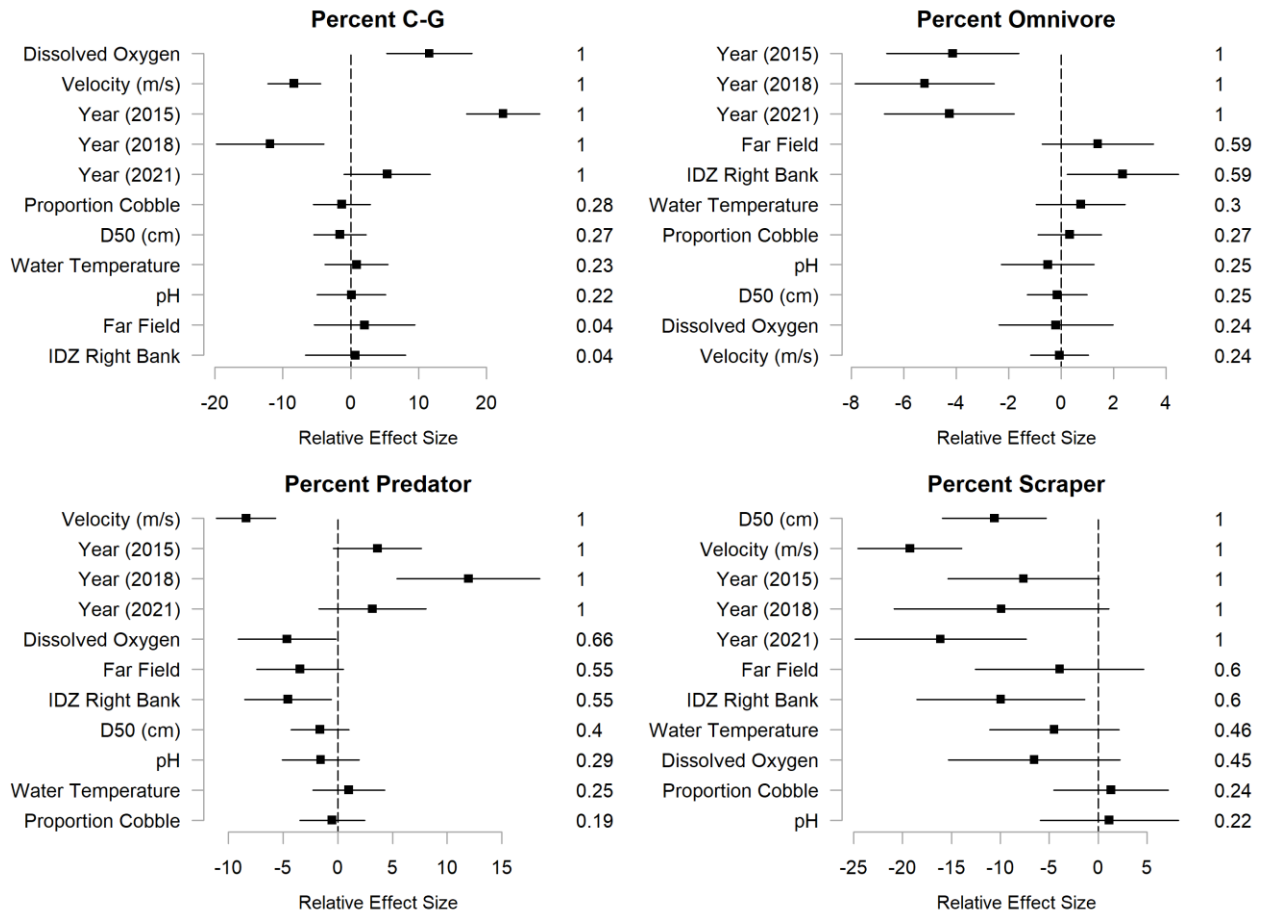 Percent C-G
Dissolved Oxygen 1
Velocity (m/s) 1
Year (2015) 1
Year (2018) 1
Year (2021) 1
Proportion Cobble 0.28
D50 (cm) 0.27
Water Temperature 0.23
pH 0.22
Far Field 0.04
IDZ Right Bank 0.04
-20 -10 0 10 20
Relative Effect Size
Percent Omnivore
Year (2015) 1
Year (2018) 1
Year (2021) 1
Far Field 0.59
IDZ Right Bank 0.59
Water Temperature 0.3
Proportion Cobble 0.27
pH 0.25
D50 (cm) 0.25
Dissolved Oxygen 0.24
Velocity (m/s) 0.24
-8 -6 -4 -2 0 2 4
Relative Effect Size
Percent Predator
Velocity (m/s) 1
Year (2015) 1
Year (2018) 1
Year (2021) 1
Dissolved Oxygen 0.66
Far Field 0.55
IDZ Right Bank 0.55
D50 (cm) 0.4
pH 0.29
Water Temperature 0.25
Proportion Cobble 0.19
-10 -5 0 5 10 15
Relative Effect Size
Percent Scraper
D50 (cm) 1
Velocity (m/s) 1
Year (2015) 1
Year (2018) 1
Year (2021) 1
Far Field 0.6
IDZ Right Bank 0.6
Water Temperature 0.46
Dissolved Oxygen 0.45
Proportion Cobble 0.24
pH 0.22
-25 -20 -15 -10 -5 0 5
Relative Effect Size